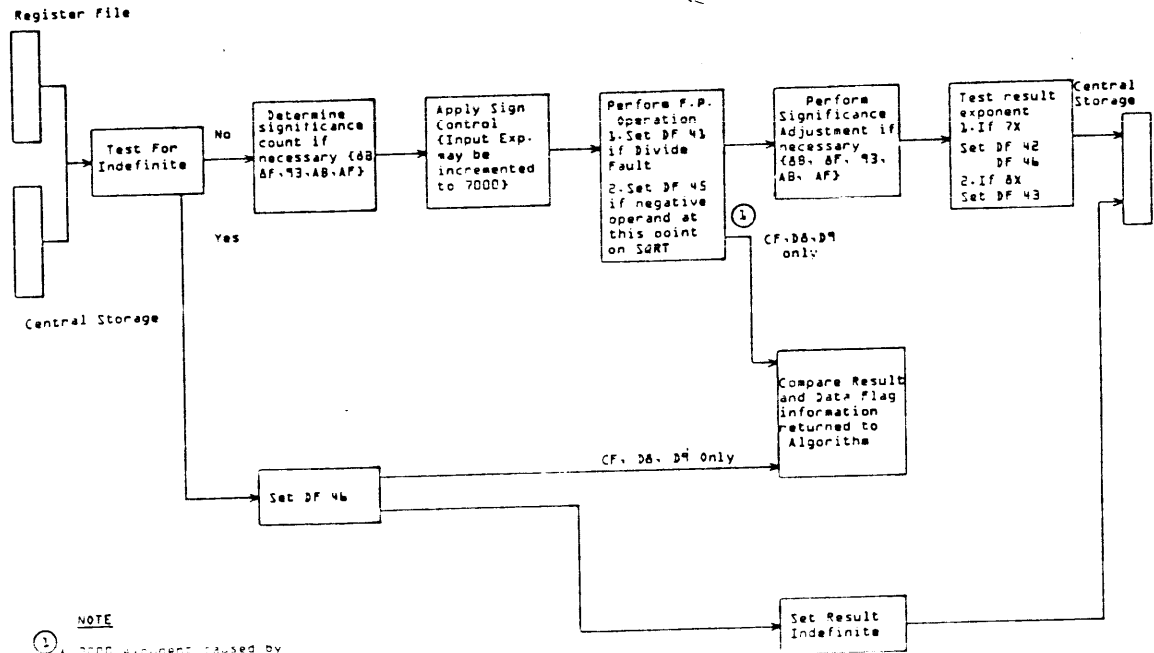 Register File
Central Storage
Test For
Indefinite
No
Yes
Determine
significance
count if
necessary {8B
8F,93,AB,AF}
Apply Sign
Control
{Input Exp.
may be
incremented
to 7000}
Perform F.P.
Operation
1.Set DF 41
if Divide
Fault
2.Set DF 45
if negative
operand at
this point
on SQRT
1
CF,D8,D9
only
Perform
Significance
Adjustment if
necessary
{8B, 8F, 93,
AB, AF}
Test result
exponent
1.If 7X
Set DF 42
DF 46
2.If 8X
Set DF 43
Central
Storage
Compare Result
and Data Flag
information
returned to
Algorithm
CF, D8, D9 Only
Set DF 46
Set Result
Indefinite
NOTE
1
caused by